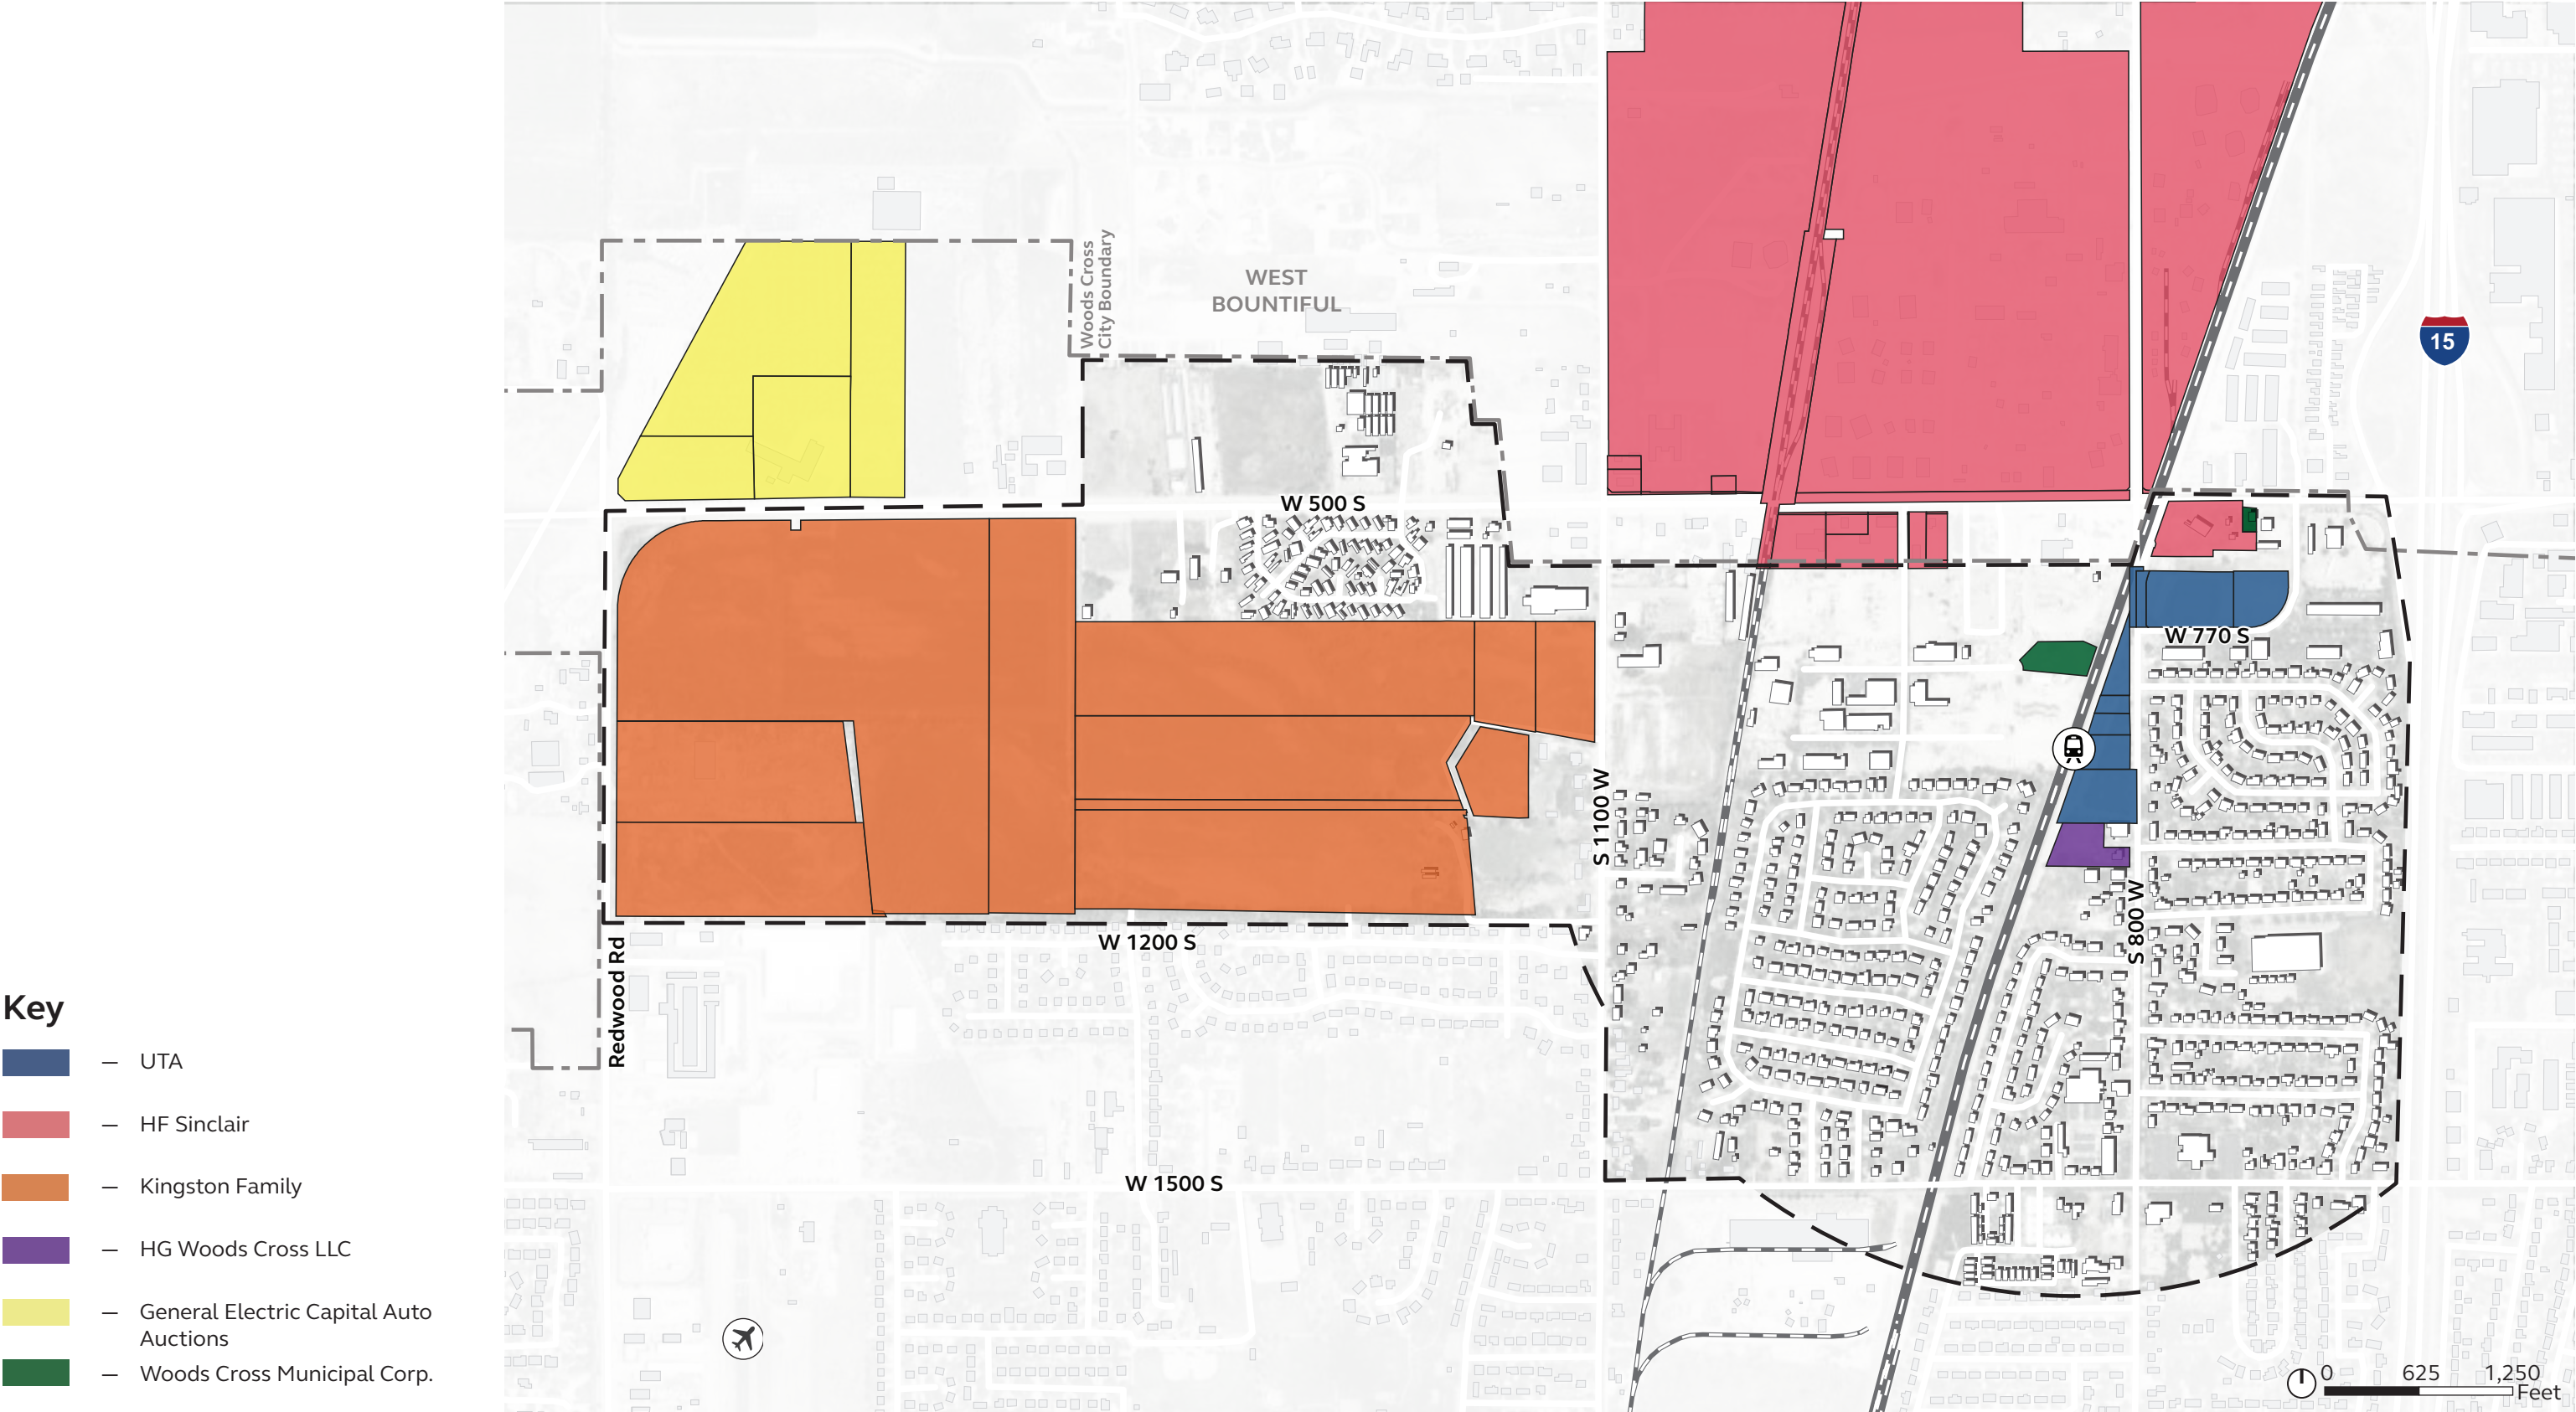 WEST
BOUNTIFUL
Woods Cross
City Boundary
15
W 500 S
W 770 S
S 1100 W
S 800 W
W 1200 S
Redwood Rd
W 1500 S
Key
– UTA
– HF Sinclair
– Kingston Family
– HG Woods Cross LLC
– General Electric Capital Auto
Auctions
– Woods Cross Municipal Corp.
0 625 1,250
Feet